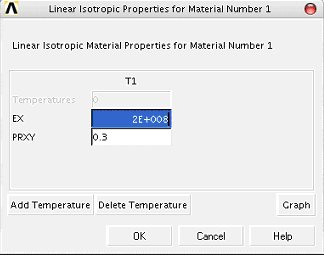 Linear Isotropic Properties for Material Number 1
Linear Isotropic Material Properties for Material Number 1
T1
Temperatures 0
EX 2E+008
PRXY 0.3
Add Temperature Delete Temperature Graph
OK Cancel Help